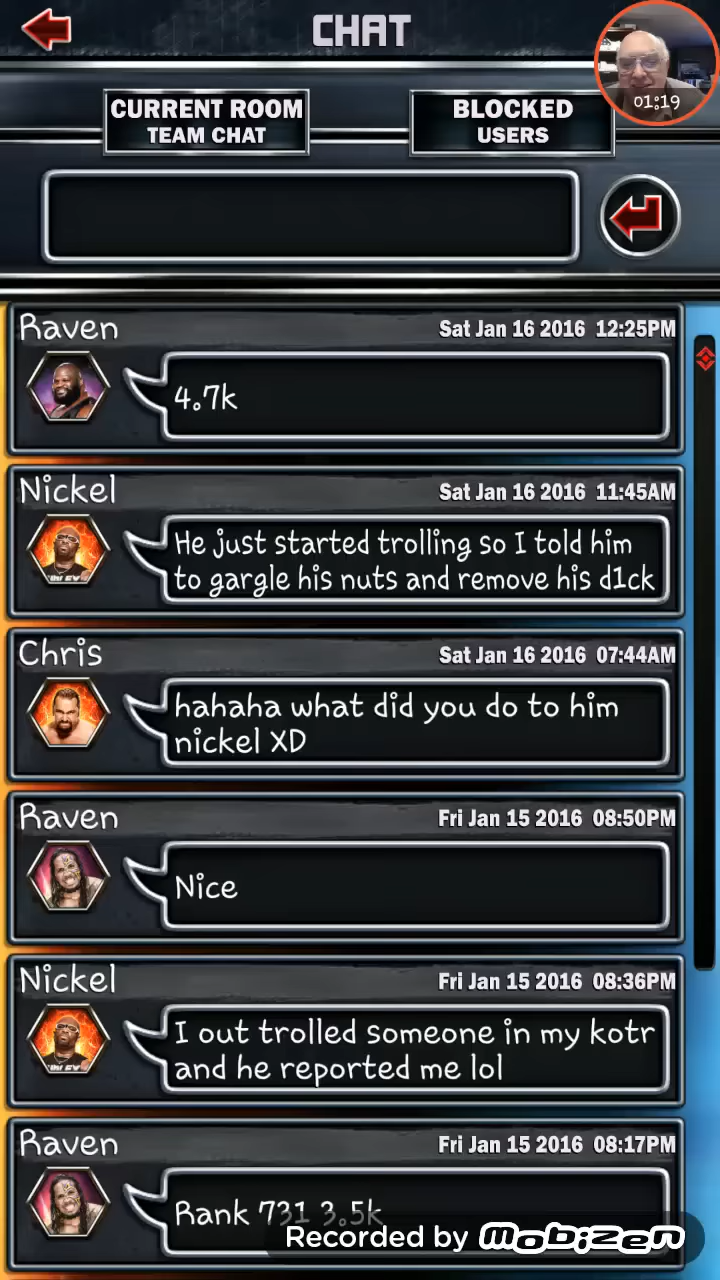 CHAT
01:19
CURRENT ROOM
TEAM CHAT
BLOCKED
USERS
Raven
Sat Jan 16 2016 12:25PM
4.7k
Nickel
Sat Jan 16 2016 11:45AM
He just started trolling so I told him
to gargle his nuts and remove his d1ck
Chris
Sat Jan 16 2016 07:44AM
hahaha what did you do to him
nickel XD
Raven
Fri Jan 15 2016 08:50PM
Nice
Nickel
Fri Jan 15 2016 08:36PM
I out trolled someone in my kotr
and he reported me lol
Raven
Fri Jan 15 2016 08:17PM
Rank 731 3.5k
Recorded by mobizen